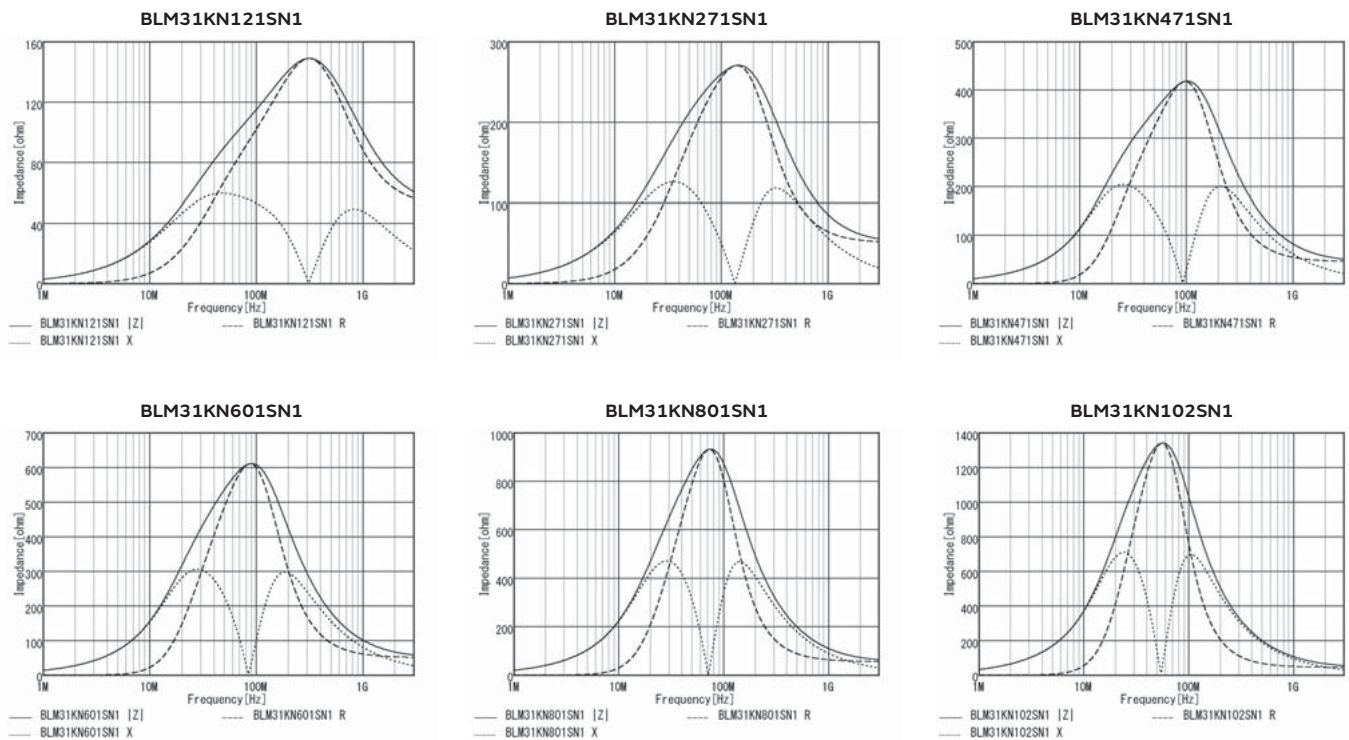 BLM31KN121SN1
160
120
80
40
0
Impedance[ohm]
1M 10M 100M 1G
Frequency[Hz]
BLM31KN121SN1 |Z| BLM31KN121SN1 R
BLM31KN121SN1 X
BLM31KN271SN1
300
200
100
0
Impedance[ohm]
1M 10M 100M 1G
Frequency[Hz]
BLM31KN271SN1 |Z| BLM31KN271SN1 R
BLM31KN271SN1 X
BLM31KN471SN1
500
400
300
200
100
0
Impedance[ohm]
1M 10M 100M 1G
Frequency[Hz]
BLM31KN471SN1 |Z| BLM31KN471SN1 R
BLM31KN471SN1 X
BLM31KN601SN1
700
600
500
400
300
200
100
0
Impedance[ohm]
1M 10M 100M 1G
Frequency[Hz]
BLM31KN601SN1 |Z| BLM31KN601SN1 R
BLM31KN601SN1 X
BLM31KN801SN1
1000
800
600
400
200
0
Impedance[ohm]
1M 10M 100M 1G
Frequency[Hz]
BLM31KN801SN1 |Z| BLM31KN801SN1 R
BLM31KN801SN1 X
BLM31KN102SN1
1400
1200
1000
800
600
400
200
0
Impedance[ohm]
1M 10M 100M 1G
Frequency[Hz]
BLM31KN102SN1 |Z| BLM31KN102SN1 R
BLM31KN102SN1 X